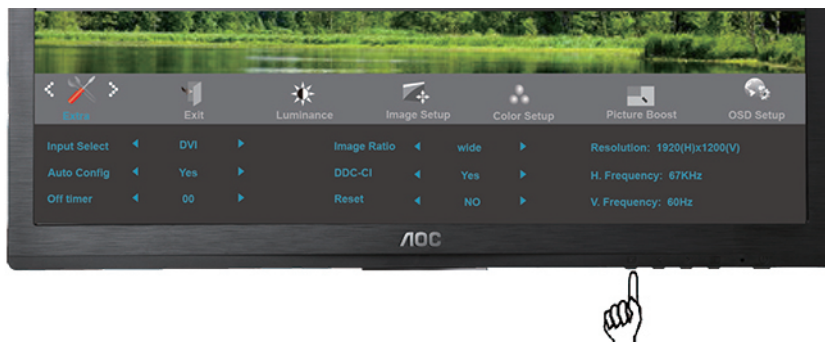 Extra Exit Luminance Image Setup Color Setup Picture Boost OSD Setup
Input Select DVI Image Ratio wide Resolution: 1920(H)x1200(V)
Auto Config Yes DDC-CI Yes H. Frequency: 67KHz
Off timer 00 Reset NO V. Frequency: 60Hz
AOC